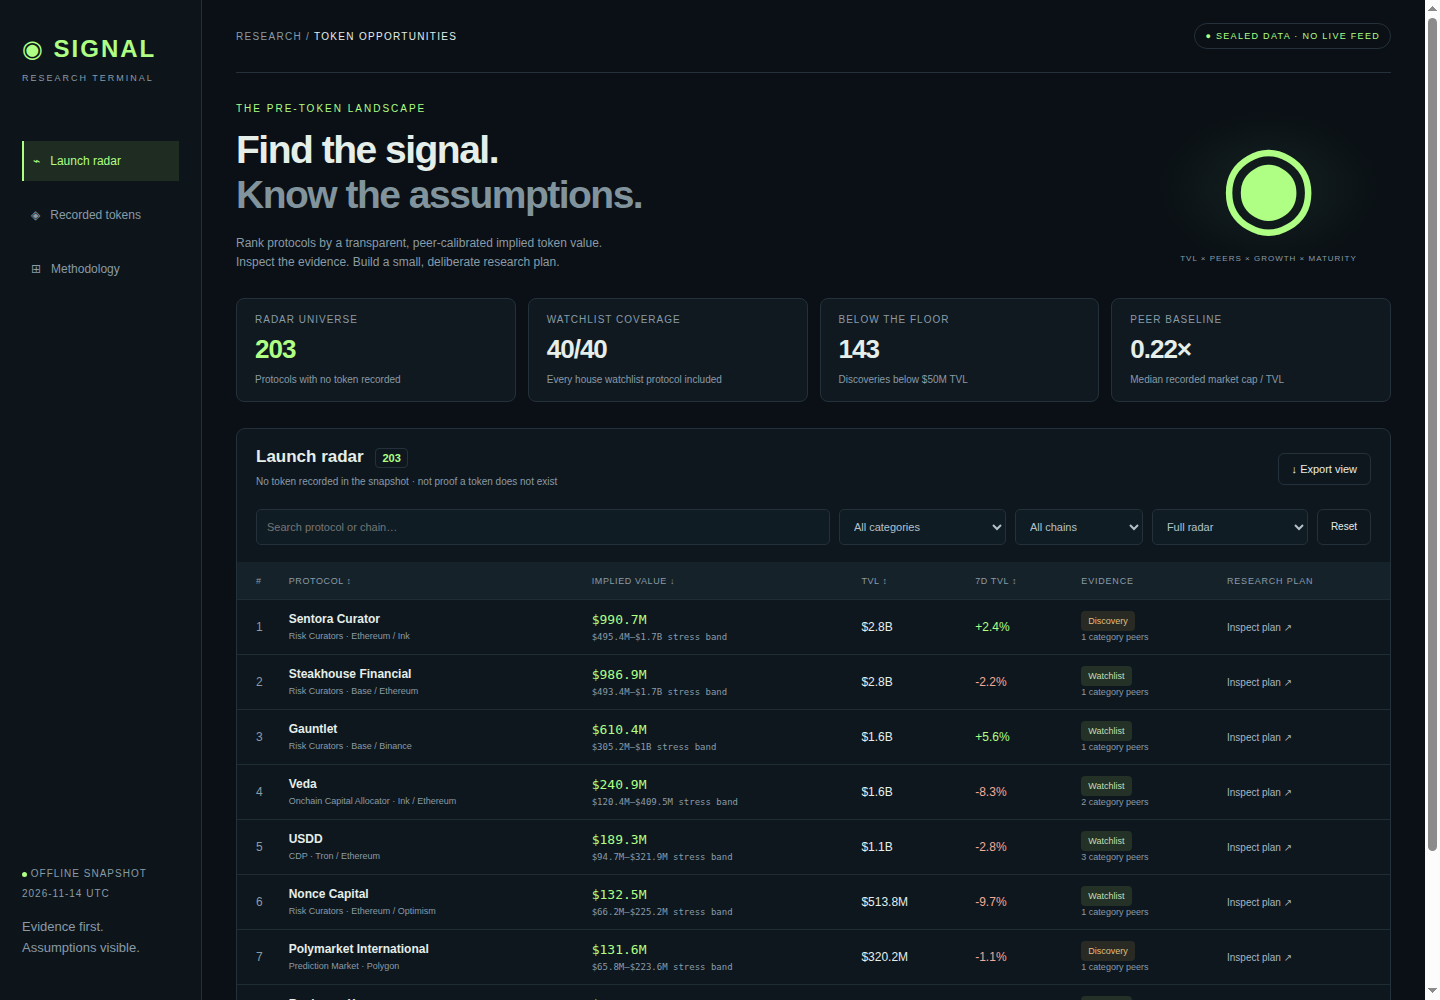 ◉ SIGNAL
RESEARCH TERMINAL
⌁ Launch radar
◈ Recorded tokens
⊞ Methodology
● OFFLINE SNAPSHOT
2026-11-14 UTC
Evidence first.
Assumptions visible.
RESEARCH / TOKEN OPPORTUNITIES
● SEALED DATA · NO LIVE FEED
THE PRE-TOKEN LANDSCAPE
Find the signal.
Know the assumptions.
Rank protocols by a transparent, peer-calibrated implied token value.
Inspect the evidence. Build a small, deliberate research plan.
TVL × PEERS × GROWTH × MATURITY
RADAR UNIVERSE
203
Protocols with no token recorded
WATCHLIST COVERAGE
40/40
Every house watchlist protocol included
BELOW THE FLOOR
143
Discoveries below $50M TVL
PEER BASELINE
0.22×
Median recorded market cap / TVL
Launch radar 203
No token recorded in the snapshot · not proof a token does not exist
↓ Export view
Search protocol or chain… All categories All chains Full radar Reset
# PROTOCOL ↕ IMPLIED VALUE ↓ TVL ↕ 7D TVL ↕ EVIDENCE RESEARCH PLAN
1 Sentora Curator $990.7M $2.8B +2.4% Discovery Inspect plan ↗
Risk Curators · Ethereum / Ink $495.4M–$1.7B stress band 1 category peers
2 Steakhouse Financial $986.9M $2.8B -2.2% Watchlist Inspect plan ↗
Risk Curators · Base / Ethereum $493.4M–$1.7B stress band 1 category peers
3 Gauntlet $610.4M $1.6B +5.6% Watchlist Inspect plan ↗
Risk Curators · Base / Binance $305.2M–$1B stress band 1 category peers
4 Veda $240.9M $1.6B -8.3% Watchlist Inspect plan ↗
Onchain Capital Allocator · Ink / Ethereum $120.4M–$409.5M stress band 2 category peers
5 USDD $189.3M $1.1B -2.8% Watchlist Inspect plan ↗
CDP · Tron / Ethereum $94.7M–$321.9M stress band 3 category peers
6 Nonce Capital $132.5M $513.8M -9.7% Watchlist Inspect plan ↗
Risk Curators · Ethereum / Optimism $66.2M–$225.2M stress band 1 category peers
7 Polymarket International $131.6M $320.2M -1.1% Discovery Inspect plan ↗
Prediction Market · Polygon $65.8M–$223.6M stress band 1 category peers